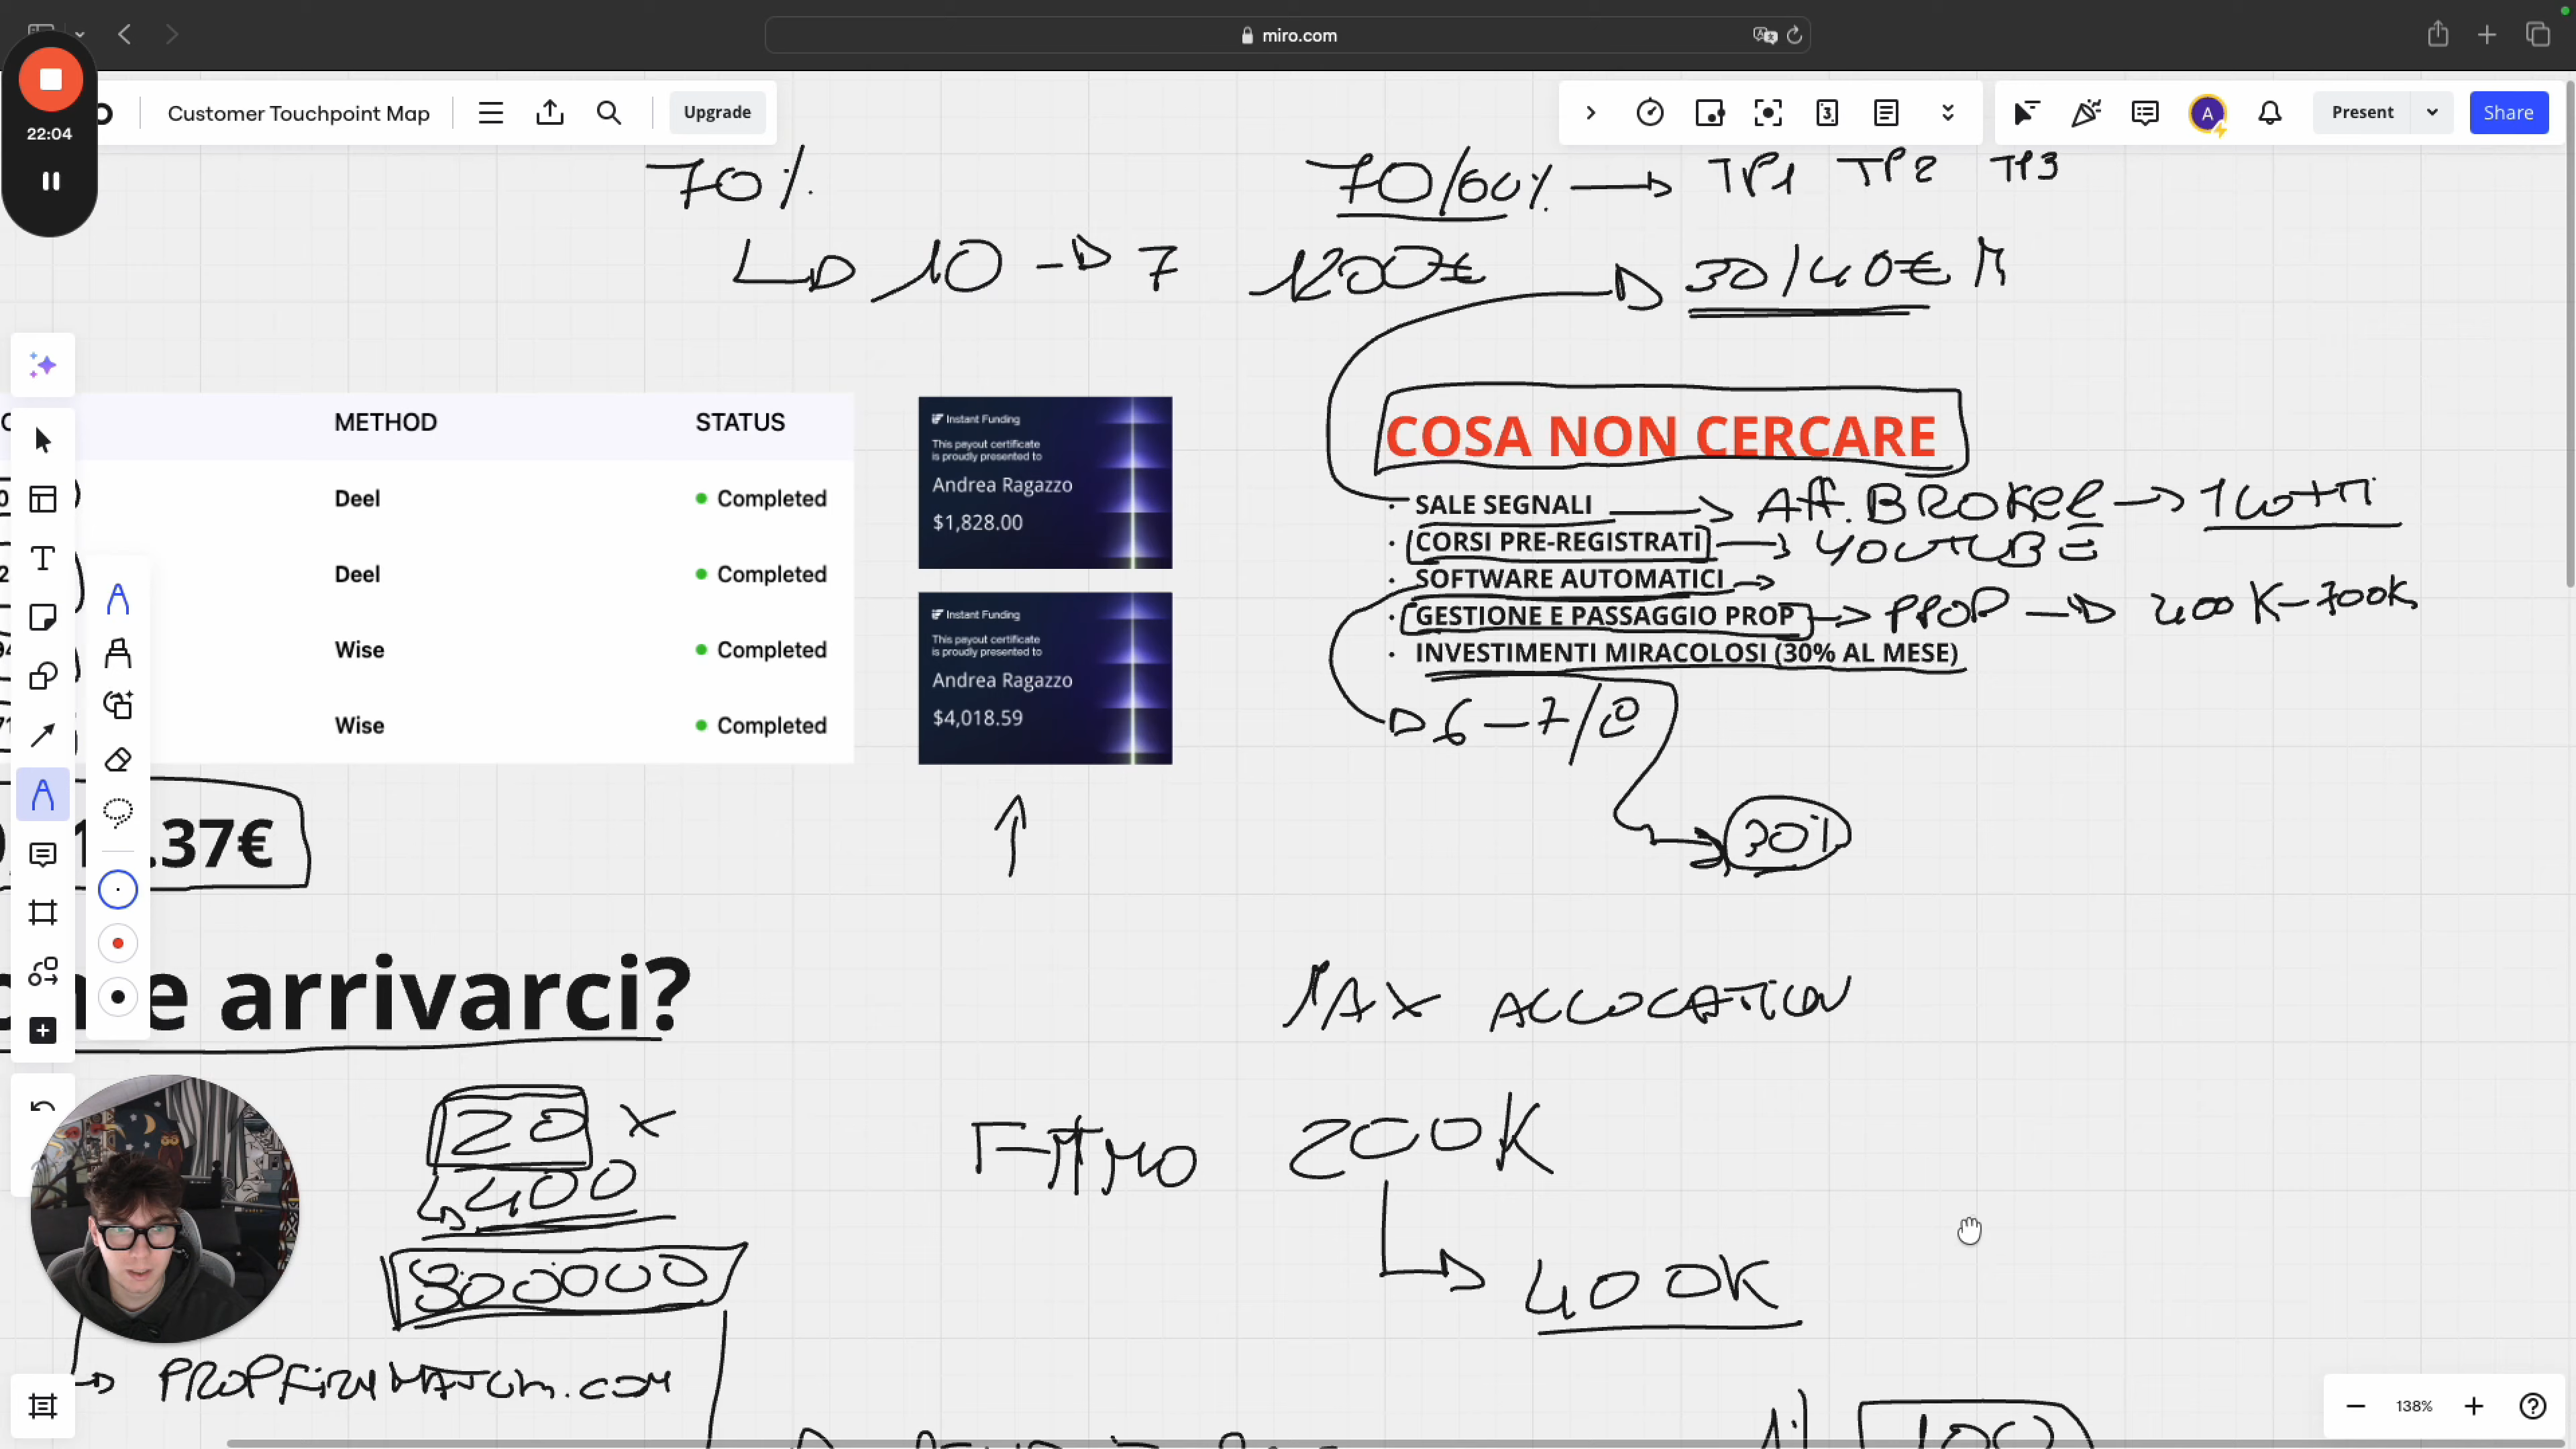 miro.com
22:04
Customer Touchpoint Map
Upgrade
A
Present
Share
70%
70/60% → TP1 TP2 TP3
10 → 7
1200€
30/40€ M
METHOD STATUS
Deel Completed
Deel Completed
Wise Completed
Wise Completed
Instant Funding
This payout certificate
is proudly presented to
Andrea Ragazzo
$1,828.00
Instant Funding
This payout certificate
is proudly presented to
Andrea Ragazzo
$4,018.59
COSA NON CERCARE
· SALE SEGNALI → Aff. BROKER →
· CORSI PRE-REGISTRATI → YOUTUBE
· SOFTWARE AUTOMATICI →
· GESTIONE E PASSAGGIO PROP → PROP → 400K-700K
· INVESTIMENTI MIRACOLOSI (30% AL MESE)
6-7/
30%
.37€
e arrivarci?
MAX ALLOCATION
20 x
400
800000
FTMO 200K
400K
PROPFIRMMATCH.COM
1)
100
138%